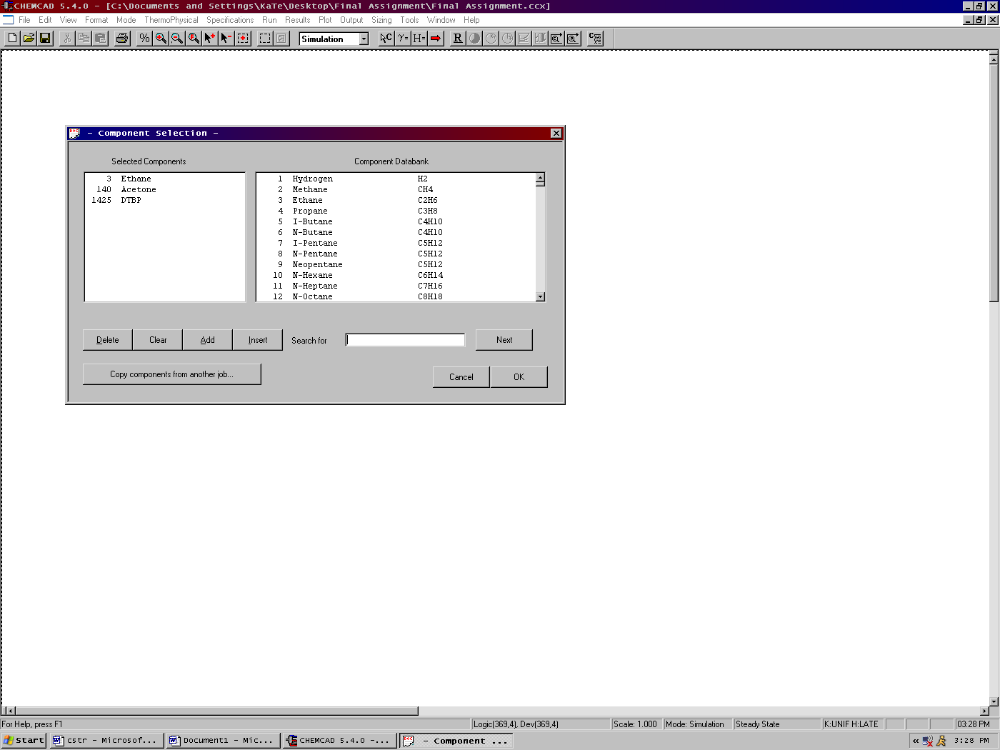 CHEMCAD 5.4.0 - [C:\Documents and Settings\KaTe\Desktop\Final Assignment\Final Assignment.ccx]
File Edit View Format Mode ThermoPhysical Specifications Run Results Plot Output Sizing Tools Window Help
% Simulation C γ= H= R
- Component Selection -
Selected Components Component Databank
3 Ethane
140 Acetone
1425 DTBP
1 Hydrogen H2
2 Methane CH4
3 Ethane C2H6
4 Propane C3H8
5 I-Butane C4H10
6 N-Butane C4H10
7 I-Pentane C5H12
8 N-Pentane C5H12
9 Neopentane C5H12
10 N-Hexane C6H14
11 N-Heptane C7H16
12 N-Octane C8H18
Delete Clear Add Insert Search for Next
Copy components from another job... Cancel OK
For Help, press F1 Logic(369,4), Dev(369,4) Scale: 1.000 Mode: Simulation Steady State K:UNIF H:LATE 03:28 PM
Start cstr - Microsof... Document1 - Mic... CHEMCAD 5.4.0 -... - Component ... « 3:28 PM